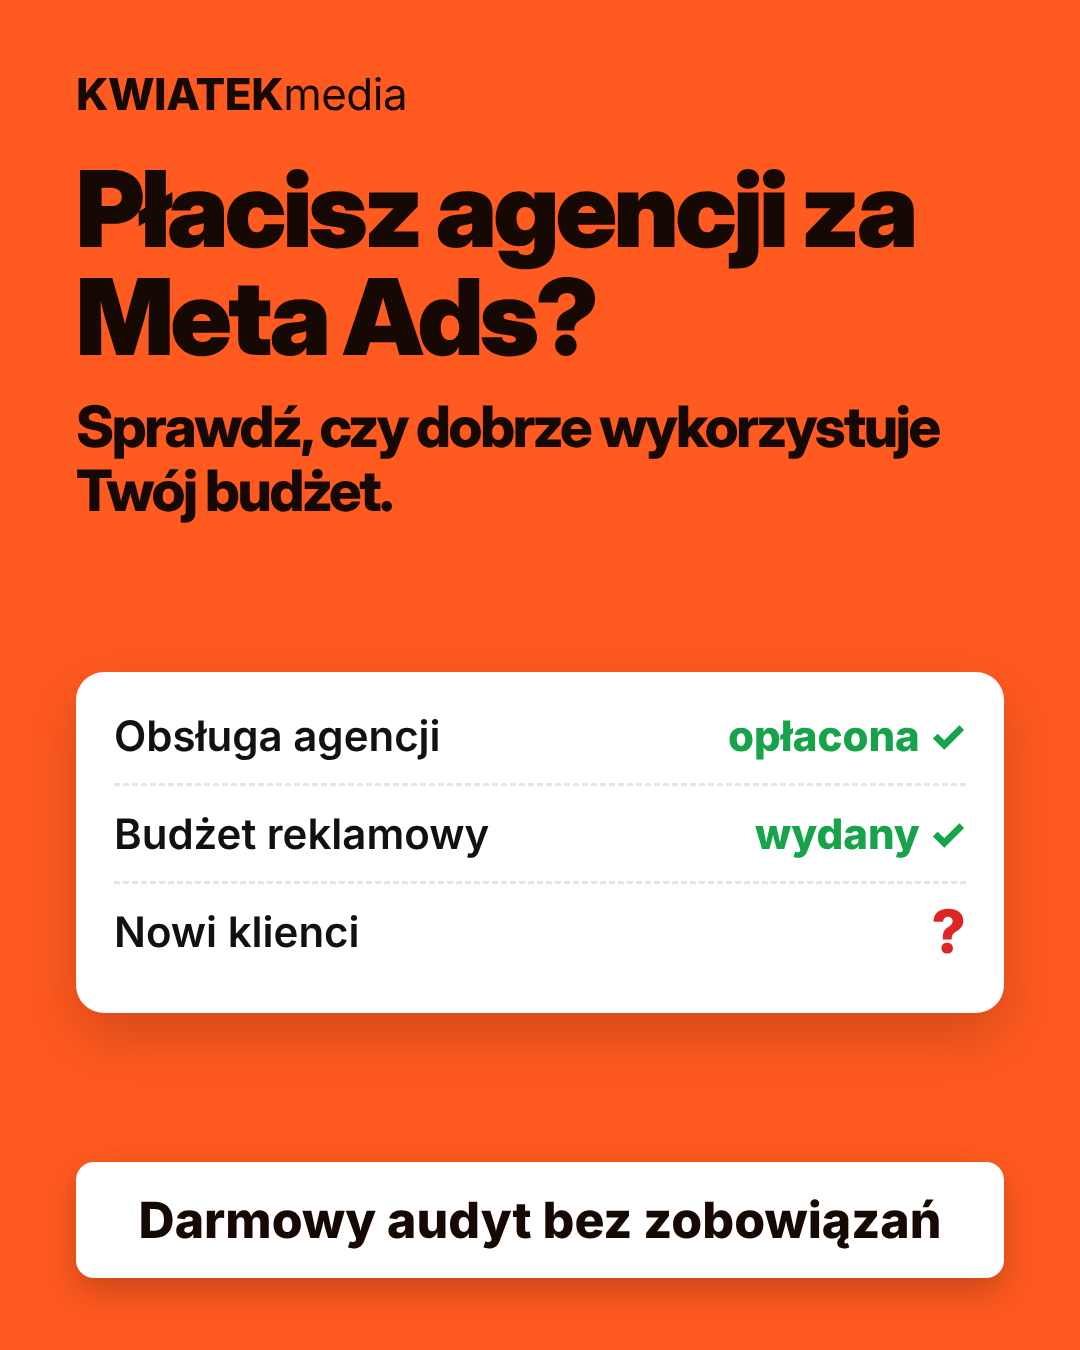 KWIATEKmedia
Płacisz agencji za
Meta Ads?
Sprawdź, czy dobrze wykorzystuje
Twój budżet.
Obsługa agencji opłacona ✓
Budżet reklamowy wydany ✓
Nowi klienci ?
Darmowy audyt bez zobowiązań